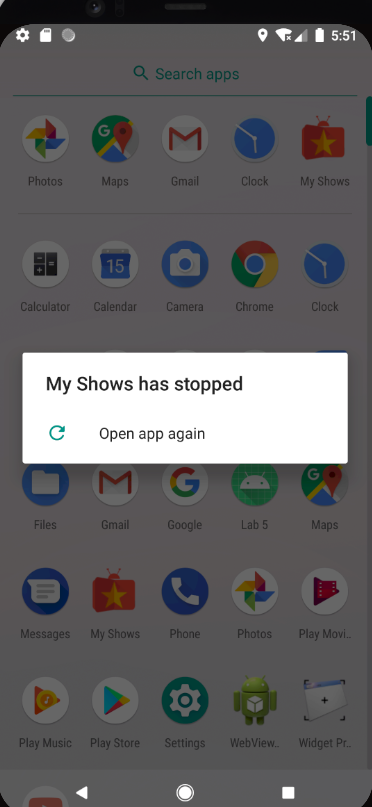 5:51
Search apps
Photos
Maps
Gmail
Clock
My Shows
Calculator
Calendar
Camera
Chrome
Clock
15
My Shows has stopped
Open app again
Files
Gmail
Google
Lab 5
Maps
Messages
My Shows
Phone
Photos
Play Movi..
Play Music
Play Store
Settings
WebView..
Widget Pr..